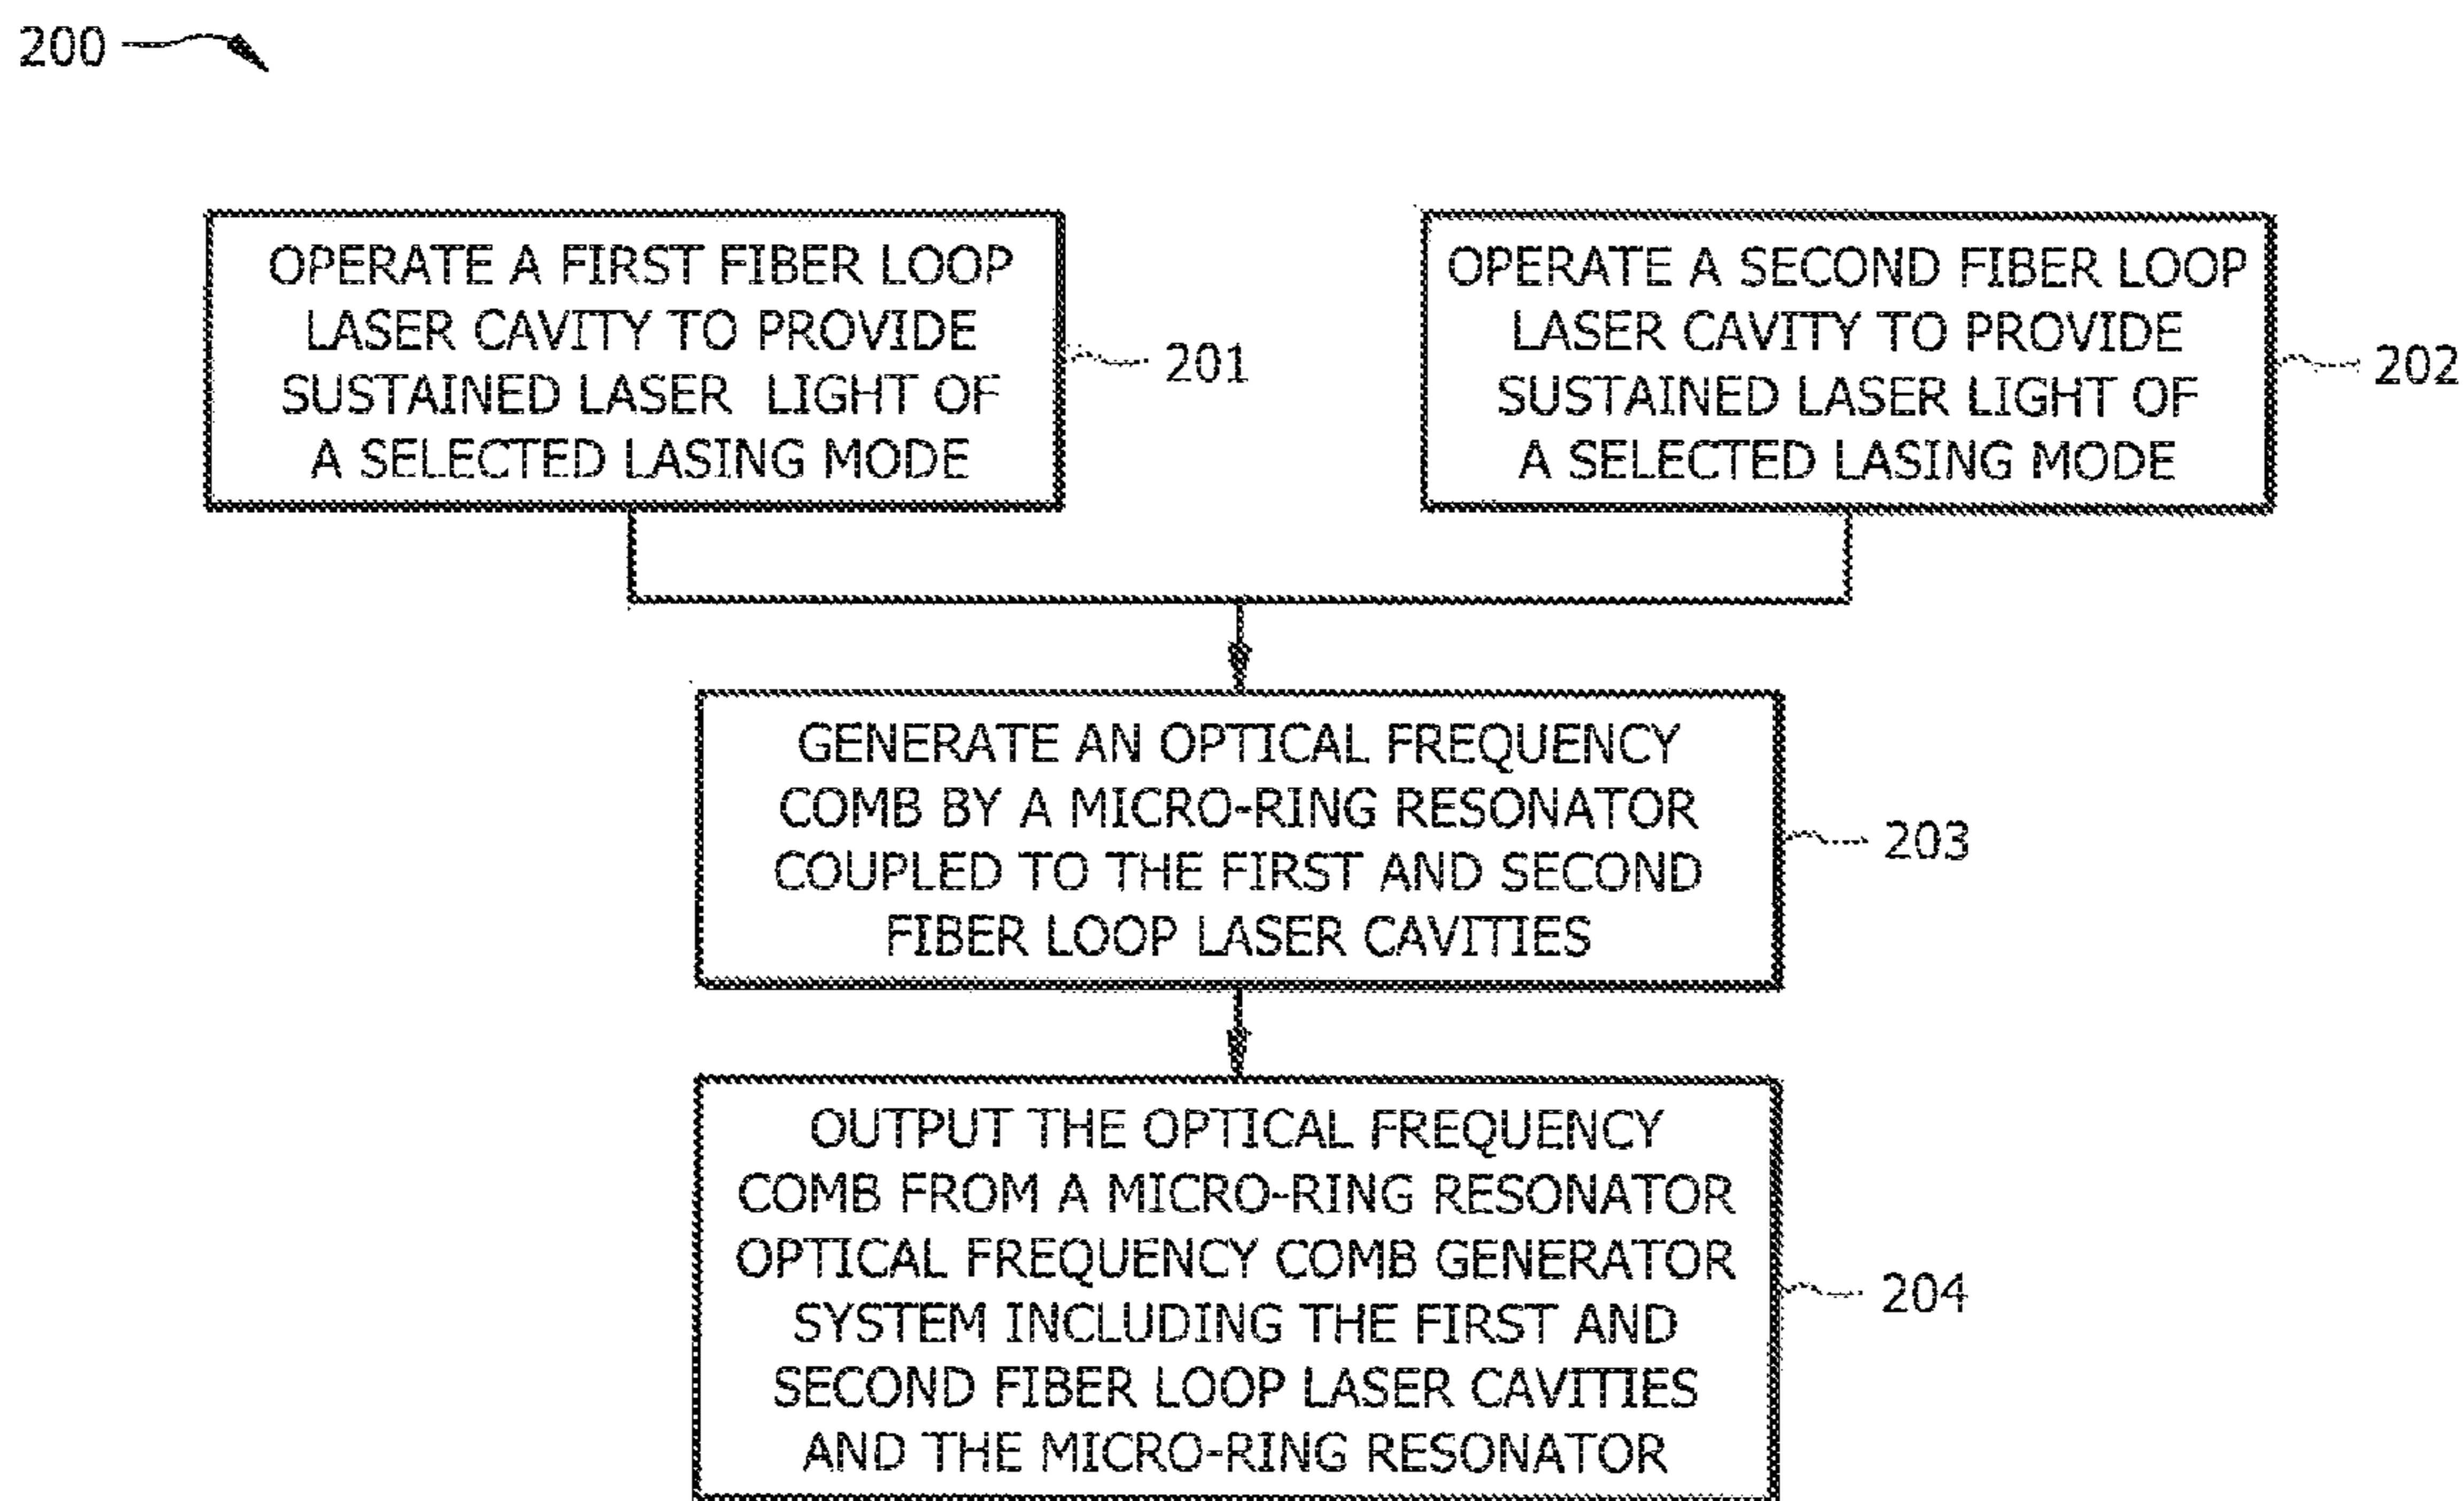 200
OPERATE A FIRST FIBER LOOP
LASER CAVITY TO PROVIDE
SUSTAINED LASER LIGHT OF
A SELECTED LASING MODE
201
OPERATE A SECOND FIBER LOOP
LASER CAVITY TO PROVIDE
SUSTAINED LASER LIGHT OF
A SELECTED LASING MODE
202
GENERATE AN OPTICAL FREQUENCY
COMB BY A MICRO-RING RESONATOR
COUPLED TO THE FIRST AND SECOND
FIBER LOOP LASER CAVITIES
203
OUTPUT THE OPTICAL FREQUENCY
COMB FROM A MICRO-RING RESONATOR
OPTICAL FREQUENCY COMB GENERATOR
SYSTEM INCLUDING THE FIRST AND
SECOND FIBER LOOP LASER CAVITIES
AND THE MICRO-RING RESONATOR
204